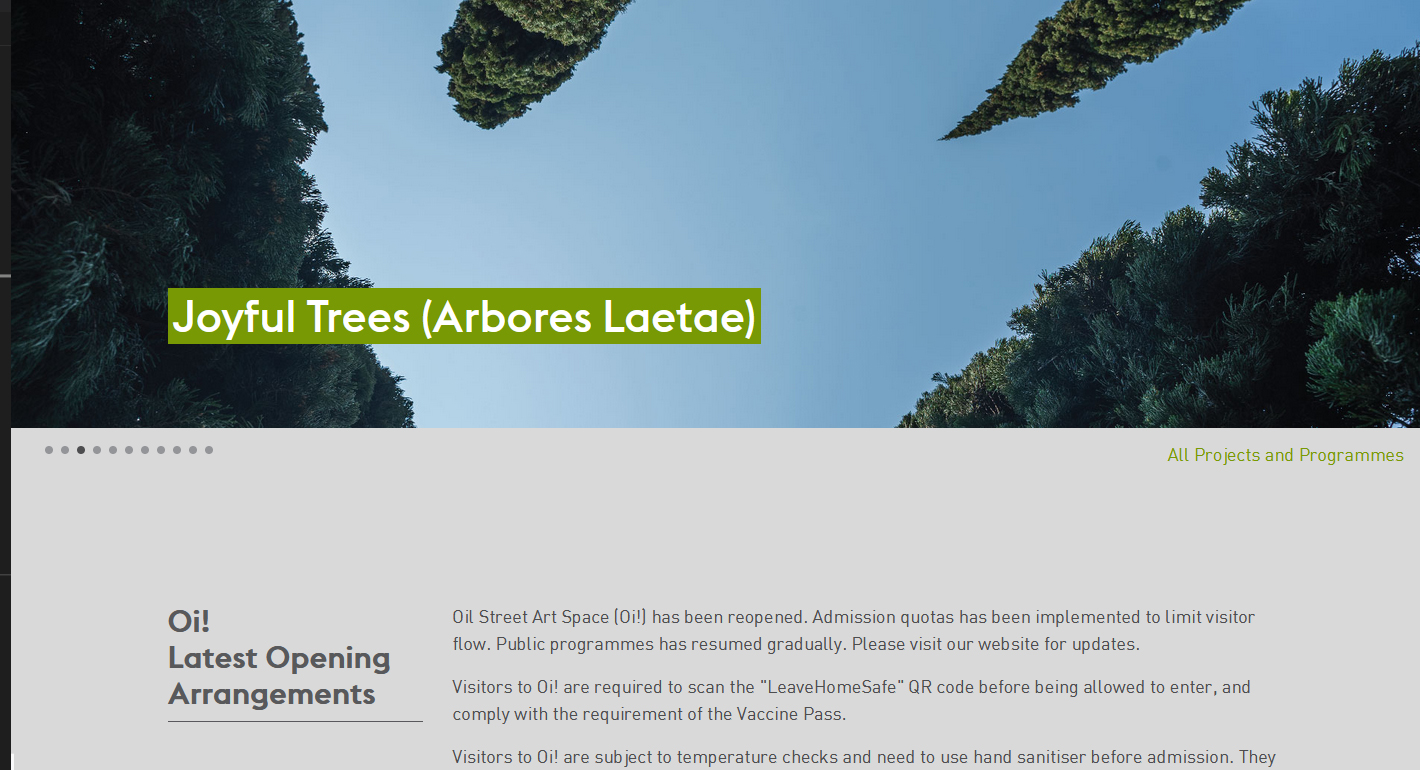 Joyful Trees (Arbores Laetae)
All Projects and Programmes
Oi!
Latest Opening
Arrangements
Oil Street Art Space (Oi!) has been reopened. Admission quotas has been implemented to limit visitor
flow. Public programmes has resumed gradually. Please visit our website for updates.
Visitors to Oi! are required to scan the "LeaveHomeSafe" QR code before being allowed to enter, and
comply with the requirement of the Vaccine Pass.
Visitors to Oi! are subject to temperature checks and need to use hand sanitiser before admission. They